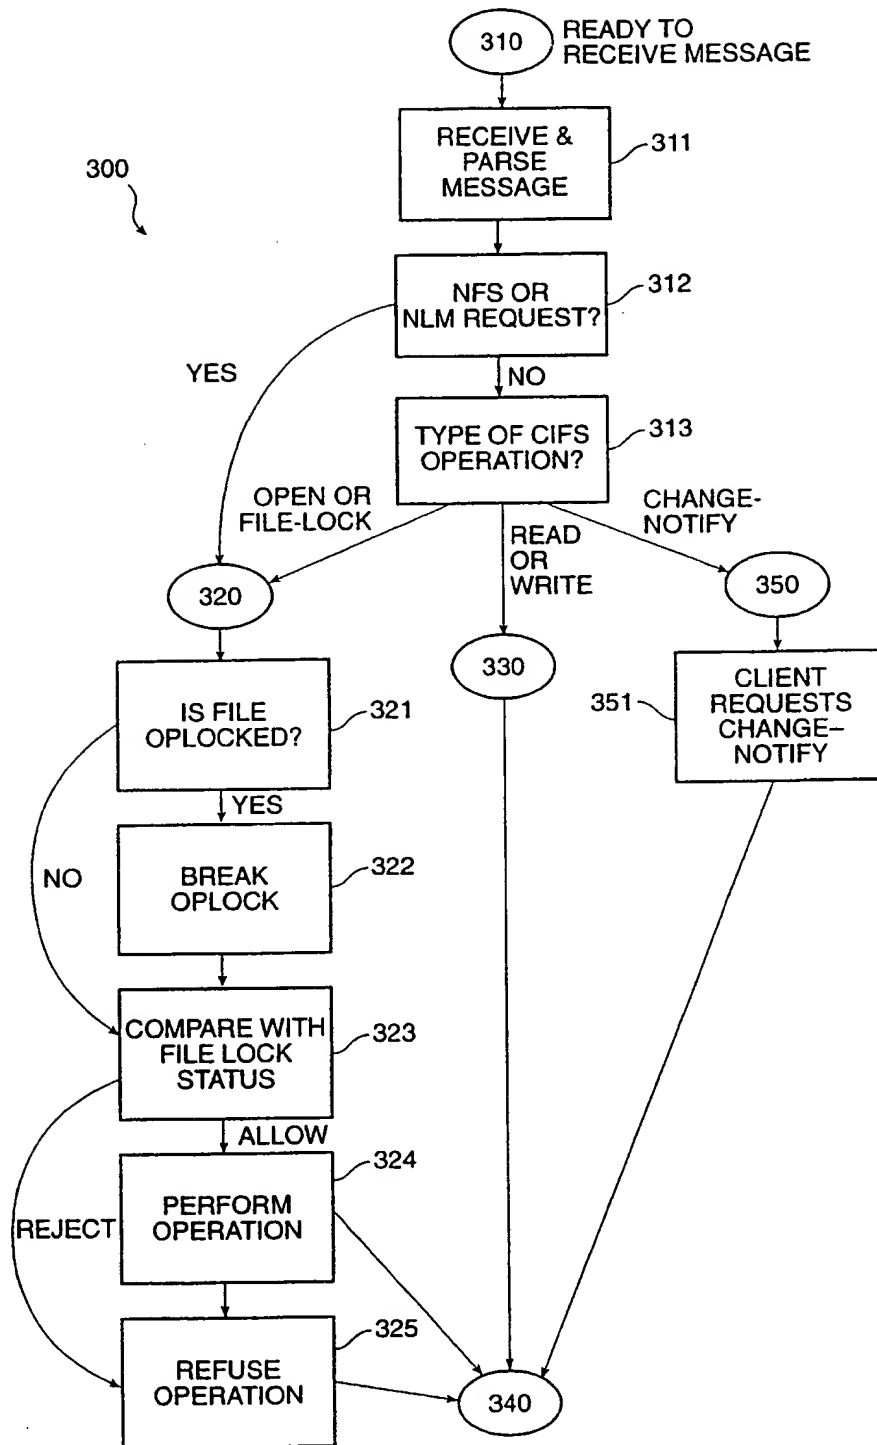 310
READY TO
RECEIVE MESSAGE
RECEIVE &
PARSE
MESSAGE
311
300
NFS OR
NLM REQUEST?
312
YES
NO
TYPE OF CIFS
OPERATION?
313
OPEN OR
FILE-LOCK
READ
OR
WRITE
CHANGE-
NOTIFY
320
330
350
IS FILE
OPLOCKED?
321
351
CLIENT
REQUESTS
CHANGE–
NOTIFY
YES
NO
BREAK
OPLOCK
322
COMPARE WITH
FILE LOCK
STATUS
323
ALLOW
REJECT
PERFORM
OPERATION
324
REFUSE
OPERATION
325
340